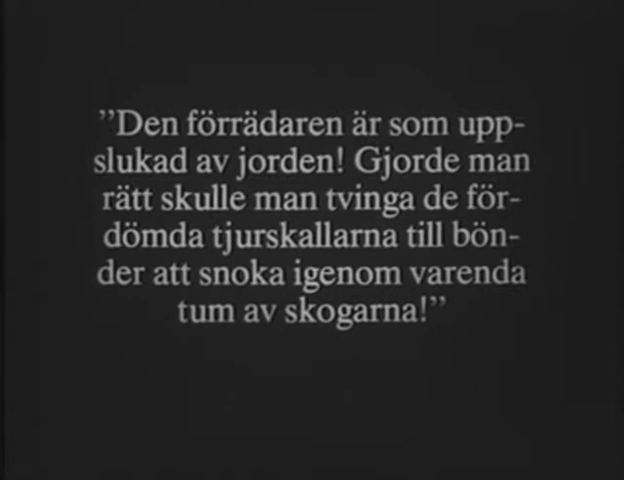 ”Den förrädaren är som upp-
slukad av jorden! Gjorde man
rätt skulle man tvinga de för-
dömda tjurskallarna till bön-
der att snoka igenom varenda
tum av skogarna!”